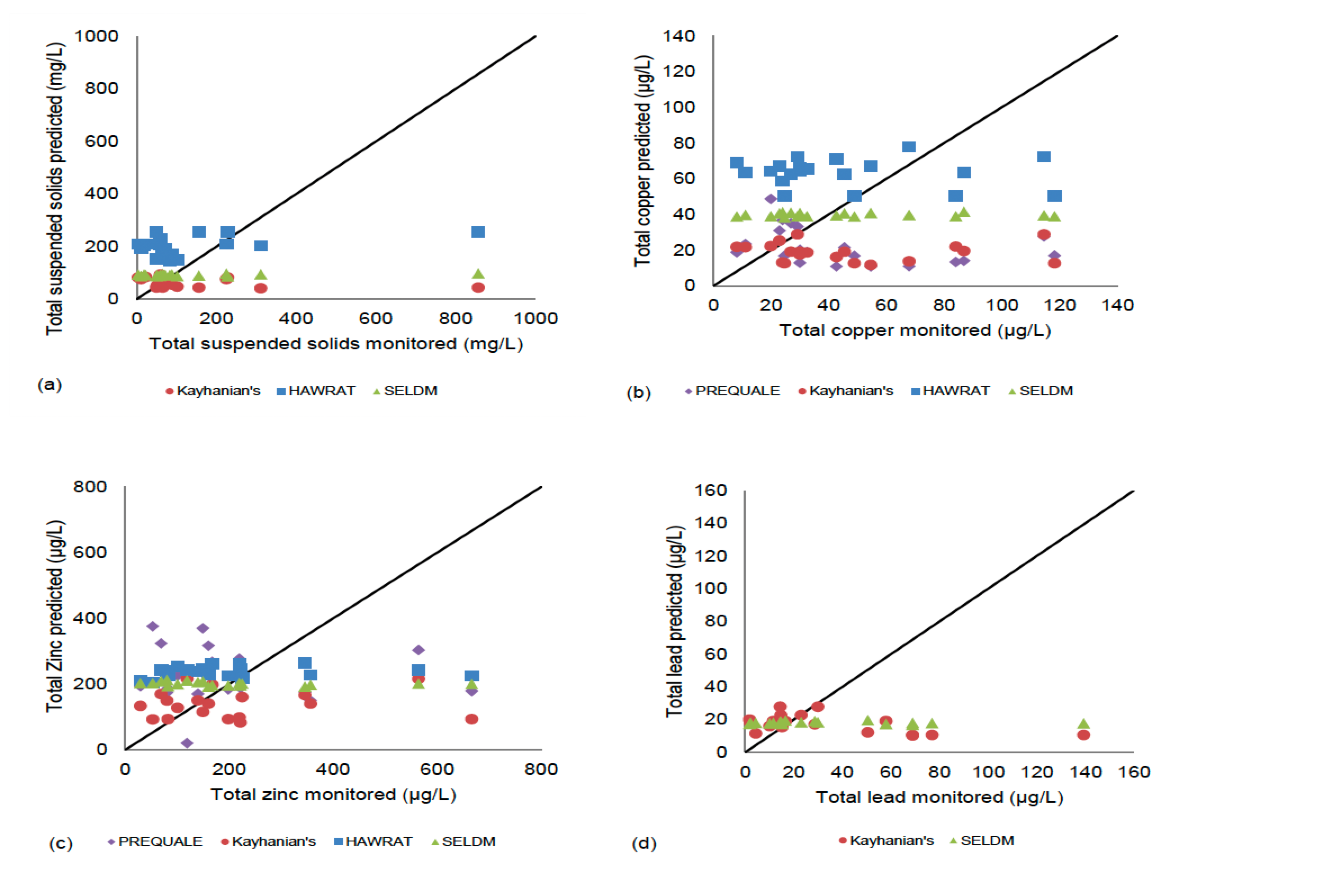 Total suspended solids predicted (mg/L)
1000
800
600
400
200
0
0 200 400 600 800 1000
Total suspended solids monitored (mg/L)
(a)
Kayhanian's HAWRAT SELDM
Total copper predicted (µg/L)
140
120
100
80
60
40
20
0
0 20 40 60 80 100 120 140
Total copper monitored (µg/L)
(b)
PREQUALE Kayhanian's HAWRAT SELDM
Total Zinc predicted (µg/L)
800
600
400
200
0
0 200 400 600 800
Total zinc monitored (µg/L)
(c)
PREQUALE Kayhanian's HAWRAT SELDM
Total lead predicted (µg/L)
160
140
120
100
80
60
40
20
0
0 20 40 60 80 100 120 140 160
Total lead monitored (µg/L)
(d)
Kayhanian's SELDM